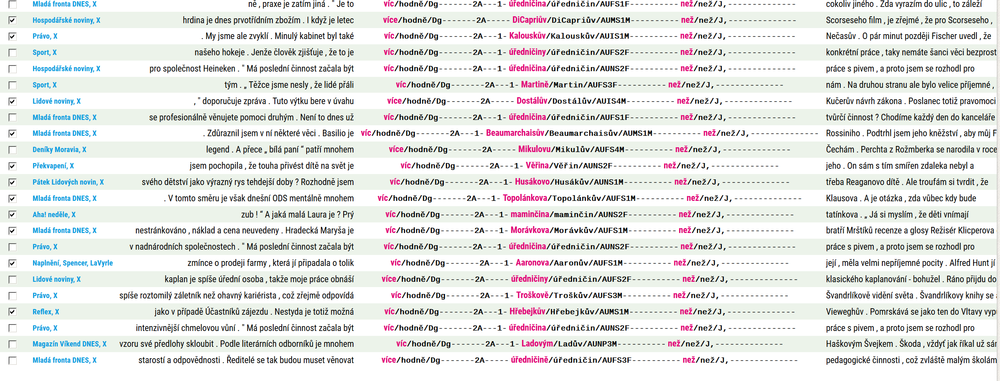 Mladá fronta DNES, X ně , praxe je zatím jiná . " Je to víc/hodně/Dg-------2A---1- úředničina/úředničin/AUFS1F---------- než/než/J,-------------- cokoliv jiného . Zda vyrazím do ulic , to záleží
Hospodářské noviny, X hrdina je dnes prvotřídním zbožím . I když je letec více/hodně/Dg-------2A----- DiCapriův/DiCapriův/AUMS1M---------- než/než/J,-------------- Scorseseho film , je zřejmé , že pro Scorseseho ,
Právo, X . My jsme ale zvyklí . Minulý kabinet byl také víc/hodně/Dg-------2A---1- Kalouskův/Kalouskův/AUIS1M---------- než/než/J,-------------- Nečasův . O pár minut později Fischer uvedl , že
Sport, X našeho hokeje . Jenže člověk zjišťuje , že to je víc/hodně/Dg-------2A---1- úředničiny/úředničin/AUFS2F---------- než/než/J,-------------- konkrétní práce , taky nemáte šanci věci bezprost
Hospodářské noviny, X pro společnost Heineken . " Má poslední činnost začala být víc/hodně/Dg-------2A---1- úředničina/úředničin/AUNS2F---------- než/než/J,-------------- práce s pivem , a proto jsem se rozhodl pro
Sport, X tým . „ Těžce jsme nesly , že lidé přáli víc/hodně/Dg-------2A---1- Martině/Martin/AUFS3F---------- než/než/J,-------------- nám . Na druhou stranu ale bylo velice příjemné ,
Lidové noviny, X ," doporučuje zpráva . Tuto výtku bere v úvahu více/hodně/Dg-------2A----- Dostálův/Dostálův/AUIS4M---------- než/než/J,-------------- Kučerův návrh zákona . Poslanec totiž pravomoci
Mladá fronta DNES, X se profesionálně věnujete pomoci druhým . Není to dnes už víc/hodně/Dg-------2A---1- úředničina/úředničin/AUFS1F---------- než/než/J,-------------- tvůrčí činnost ? Chodíme každý den do kanceláře
Mladá fronta DNES, X . Zdůraznil jsem v ní některé věci . Basilio je víc/hodně/Dg-------2A---1- Beaumarchaisův/Beaumarchaisův/AUMS1M---------- než/než/J,-------------- Rossiniho . Podtrhl jsem jeho kněžství , aby můj F
Deníky Moravia, X legend . A přece „ bílá paní “ patří mnohem více/hodně/Dg-------2A----- Mikulovu/Mikulův/AUFS4M---------- než/než/J,-------------- Čechám . Perchta z Rožmberka se narodila v roce
Překvapení, X jsem pochopila , že touha přivést dítě na svět je víc/hodně/Dg-------2A---1- Věřina/Věřin/AUNS2F---------- než/než/J,-------------- jeho . On sám s tím smířen zdaleka nebyl a
Pátek Lidových novin, X svého dětství jako výrazný rys tehdejší doby ? Rozhodně jsem víc/hodně/Dg-------2A---1- Husákovo/Husákův/AUNS1M---------- než/než/J,-------------- třeba Reaganovo dítě . Ale troufám si tvrdit , že
Mladá fronta DNES, X . V tomto směru je však dnešní ODS mentálně mnohem víc/hodně/Dg-------2A---1- Topolánkova/Topolánkův/AUFS1M---------- než/než/J,-------------- Klausova . A je otázka , zda vůbec kdy bude
Aha! neděle, X zub ! “ A jaká malá Laura je ? Prý víc/hodně/Dg-------2A---1- maminčina/maminčin/AUNS2F---------- než/než/J,-------------- tatínkova . „ Já si myslím , že děti vnímají
Mladá fronta DNES, X nestránkováno , náklad a cena neuvedeny . Hradecká Maryša je víc/hodně/Dg-------2A---1- Morávkova/Morávkův/AUFS1M---------- než/než/J,-------------- bratří Mrštíků recenze a glosy Režisér Klicperova
Právo, X v nadnárodních společnostech . " Má poslední činnost začala být víc/hodně/Dg-------2A---1- úředničina/úředničin/AUNS2F---------- než/než/J,-------------- práce s pivem , a proto jsem se rozhodl pro
Naplnění, Spencer, LaVyrle zmínce o prodeji farmy , která jí připadala o tolik víc/hodně/Dg-------2A---1- Aaronova/Aaronův/AUFS1M---------- než/než/J,-------------- její , měla velmi nepříjemné pocity . Alfred Hunt jí
Lidové noviny, X kaplan je spíše úřední osoba , takže moje práce obnáší více/hodně/Dg-------2A----- úředničiny/úředničin/AUFS2F---------- než/než/J,-------------- klasického kaplanování - bohužel . Ráno přijdu do
Právo, X spíše roztomilý záletník než ohavný kariérista , což zřejmě odpovídá víc/hodně/Dg-------2A---1- Troškově/Troškův/AUFS3M---------- než/než/J,-------------- Švandrlíkově vidění světa . Švandrlíkovy knihy se
Reflex, X jako v případě Účastníků zájezdu . Nestyda je totiž možná víc/hodně/Dg-------2A---1- Hřebejkův/Hřebejkův/AUMS1M---------- než/než/J,-------------- Vieweghův . Pomrskává se jako ten do Vltavy vyp
Právo, X intenzivnější chmelovou vůní . " Má poslední činnost začala být víc/hodně/Dg-------2A---1- úředničina/úředničin/AUNS2F---------- než/než/J,-------------- práce s pivem , a proto jsem se rozhodl pro
Magazín Víkend DNES, X vzoru své předlohy skloubit . Podle literárních odborníků je mnohem víc/hodně/Dg-------2A---1- Ladovým/Ladův/AUNP3M---------- než/než/J,-------------- Haškovým Švejkem . Škoda , vždyť jak říkal už sám
Mladá fronta DNES, X starostí a odpovědnosti . Ředitelé se tak budou muset věnovat více/hodně/Dg-------2A----- úředničině/úředničin/AUFS3F---------- než/než/J,-------------- pedagogické činnosti , což zvláště malým školám